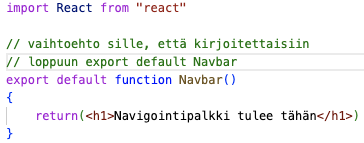 import React from "react"
// vaihtoehto sille, että kirjoitettaisiin
// loppuun export default Navbar
export default function Navbar()
{
return(<h1>Navigointipalkki tulee tähän</h1>)
}